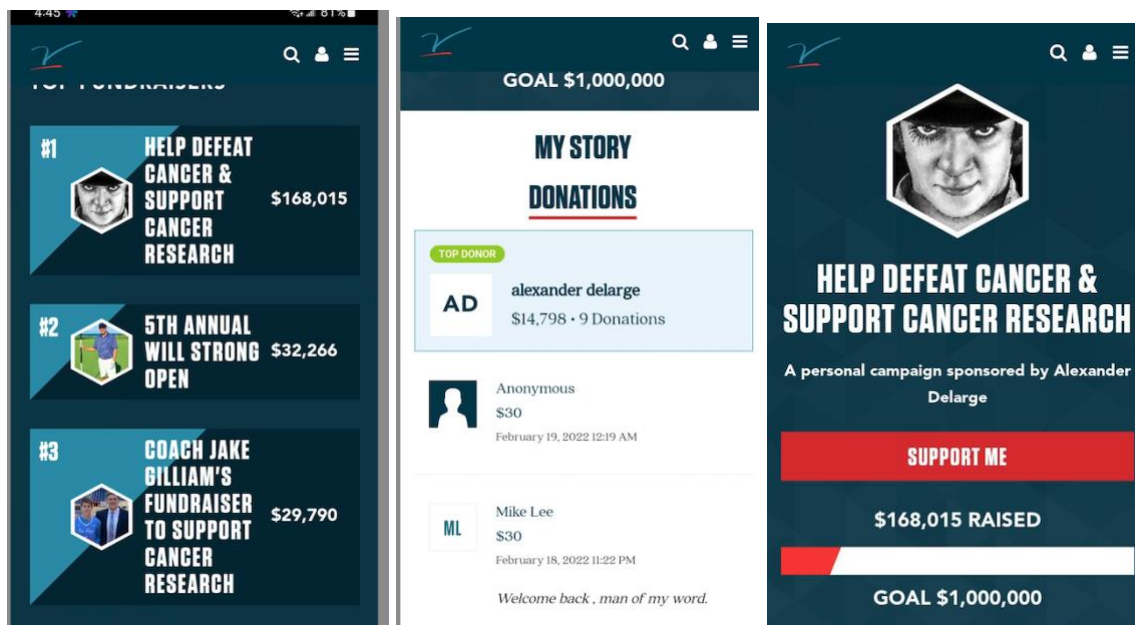 4:45 81%
TOP FUNDRAISERS
#1
HELP DEFEAT
CANCER &
SUPPORT
CANCER
RESEARCH
$168,015
#2
5TH ANNUAL
WILL STRONG
OPEN
$32,266
#3
COACH JAKE
GILLIAM'S
FUNDRAISER
TO SUPPORT
CANCER
RESEARCH
$29,790
V
GOAL $1,000,000
MY STORY
DONATIONS
TOP DONOR
AD
alexander delarge
$14,798 • 9 Donations
Anonymous
$30
February 19, 2022 12:19 AM
ML
Mike Lee
$30
February 18, 2022 11:22 PM
Welcome back , man of my word.
V
HELP DEFEAT CANCER &
SUPPORT CANCER RESEARCH
A personal campaign sponsored by Alexander
Delarge
SUPPORT ME
$168,015 RAISED
GOAL $1,000,000